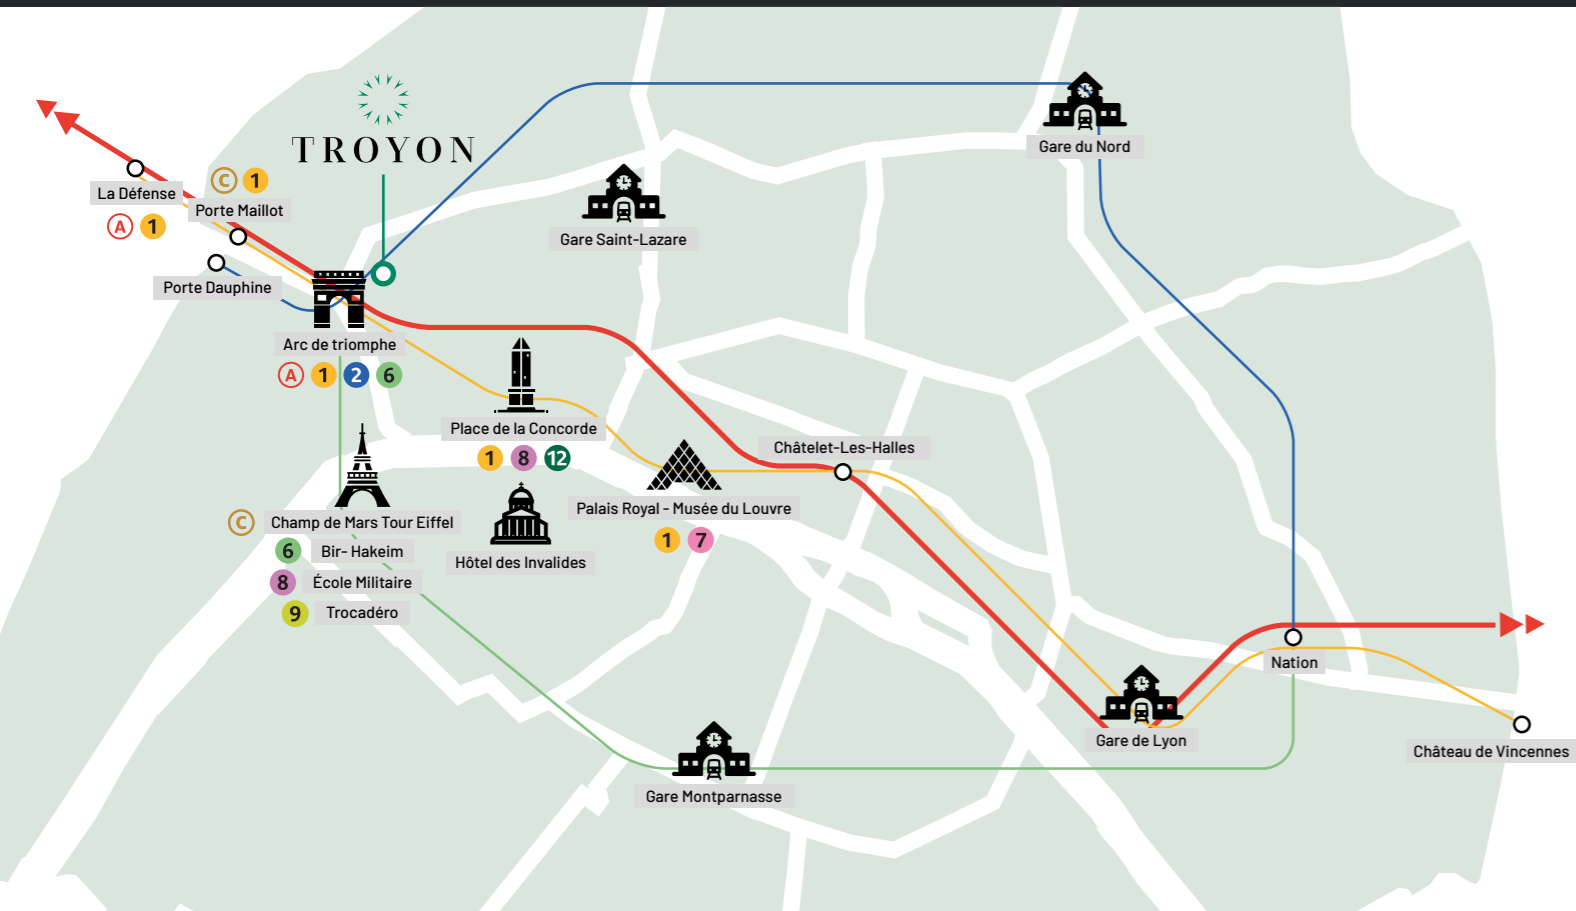 TROYON
Gare du Nord
C 1
La Défense
Porte Maillot
A 1
Gare Saint-Lazare
Porte Dauphine
Arc de triomphe
A 1 2 6
Place de la Concorde
1 8 12
Châtelet-Les-Halles
Palais Royal - Musée du Louvre
1 7
C Champ de Mars Tour Eiffel
6 Bir- Hakeim
8 École Militaire
9 Trocadéro
Hôtel des Invalides
Nation
Gare de Lyon
Château de Vincennes
Gare Montparnasse